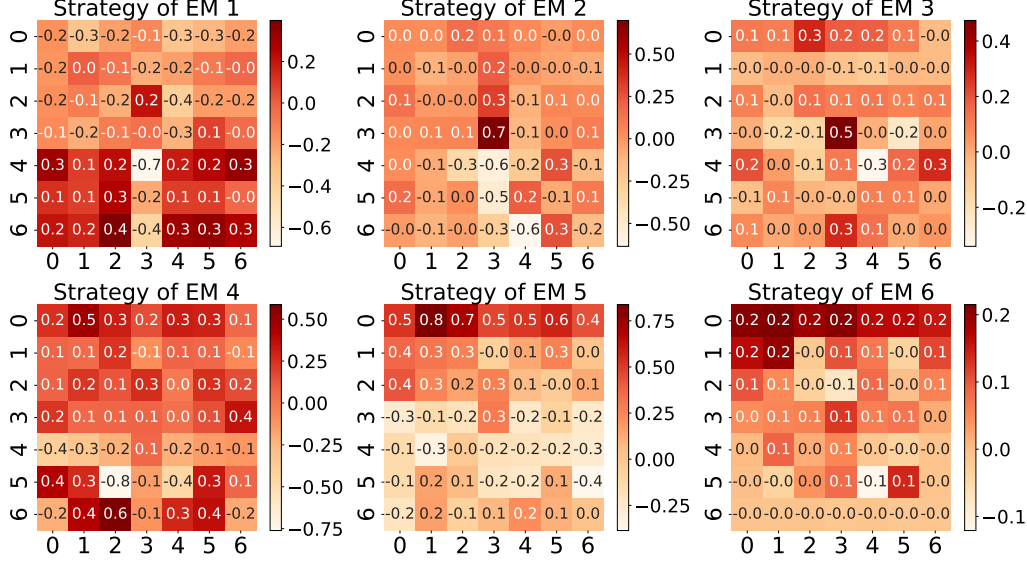 Strategy of EM 1 Strategy of EM 2 Strategy of EM 3
0 -0.2 -0.3 -0.2 -0.1 -0.3 -0.3 -0.2 0.2 0.0 0.0 0.2 0.1 0.0 -0.0 0.0 0.50 0.1 0.1 0.3 0.2 0.2 0.1 -0.0 0.4
1 -0.2 0.0 -0.1 -0.2 -0.2 -0.1 -0.0 0.0 -0.0 -0.1 -0.0 0.2 -0.0 -0.0 -0.1 0.25 -0.0 -0.0 -0.0 -0.1 -0.1 -0.0 -0.0
2 -0.2 -0.1 -0.2 0.2 -0.4 -0.2 -0.2 0.1 -0.0 -0.0 0.3 -0.1 0.1 0.0 0.1 -0.0 0.1 0.1 0.1 0.1 0.1 0.2
3 -0.1 -0.2 -0.1 -0.0 -0.3 0.1 -0.0 −0.2 0.0 0.1 0.1 0.7 -0.1 0.0 0.1 0.00 -0.0 -0.2 -0.1 0.5 -0.0 -0.2 0.0 0.0
4 0.3 0.1 0.2 -0.7 0.2 0.2 0.3 −0.4 0.0 -0.1 -0.3 -0.6 -0.2 0.3 -0.1 −0.25 0.2 0.0 -0.1 0.1 -0.3 0.2 0.3
5 0.1 0.1 0.3 -0.2 0.1 0.1 0.0 0.2 -0.1 0.0 -0.5 0.2 -0.1 0.1 −0.50 -0.1 0.1 0.1 0.1 0.1 0.0 0.0 −0.2
6 0.2 0.2 0.4 -0.4 0.3 0.3 0.3 −0.6 -0.0 -0.1 -0.1 -0.3 -0.6 0.3 -0.2 0.1 0.0 0.0 0.3 0.1 -0.0 0.0
0 1 2 3 4 5 6 0 1 2 3 4 5 6 0 1 2 3 4 5 6
Strategy of EM 4 Strategy of EM 5 Strategy of EM 6
0 0.2 0.5 0.3 0.2 0.3 0.3 0.1 0.50 0.5 0.8 0.7 0.5 0.5 0.6 0.4 0.75 0.2 0.2 0.2 0.2 0.2 0.2 0.2 0.2
1 0.1 0.1 0.2 -0.1 0.1 0.1 -0.1 0.25 0.4 0.3 0.3 -0.0 0.1 0.3 0.0 0.50 0.2 0.2 -0.0 0.1 0.1 -0.0 0.1
2 0.1 0.2 0.1 0.3 0.0 0.3 0.2 0.00 0.4 0.3 0.2 0.3 0.1 -0.0 0.1 0.1 0.1 -0.0 -0.1 0.1 -0.0 0.0 0.1
3 0.2 0.1 0.1 0.1 0.0 0.1 0.4 -0.3 -0.1 -0.2 0.3 -0.2 -0.1 -0.2 0.25 0.0 0.1 0.1 0.2 0.1 0.1 0.0
4 -0.4 -0.3 -0.2 0.1 -0.2 -0.1 -0.1 −0.25 -0.1 -0.3 -0.0 -0.1 -0.2 -0.2 -0.3 0.00 0.0 0.1 0.0 0.1 0.0 -0.0 0.0 0.0
5 0.4 0.3 -0.8 -0.1 -0.4 0.3 0.1 −0.50 -0.1 0.2 0.1 -0.1 -0.2 -0.2 -0.4 -0.0 -0.0 0.0 0.1 -0.1 0.1 -0.0
6 -0.2 0.4 0.6 -0.1 0.3 0.4 -0.2 −0.75 -0.2 0.0 -0.1 0.1 0.2 0.1 0.0 −0.25 -0.0 -0.0 -0.0 -0.0 -0.0 -0.0 -0.0 −0.1
0 1 2 3 4 5 6 0 1 2 3 4 5 6 0 1 2 3 4 5 6